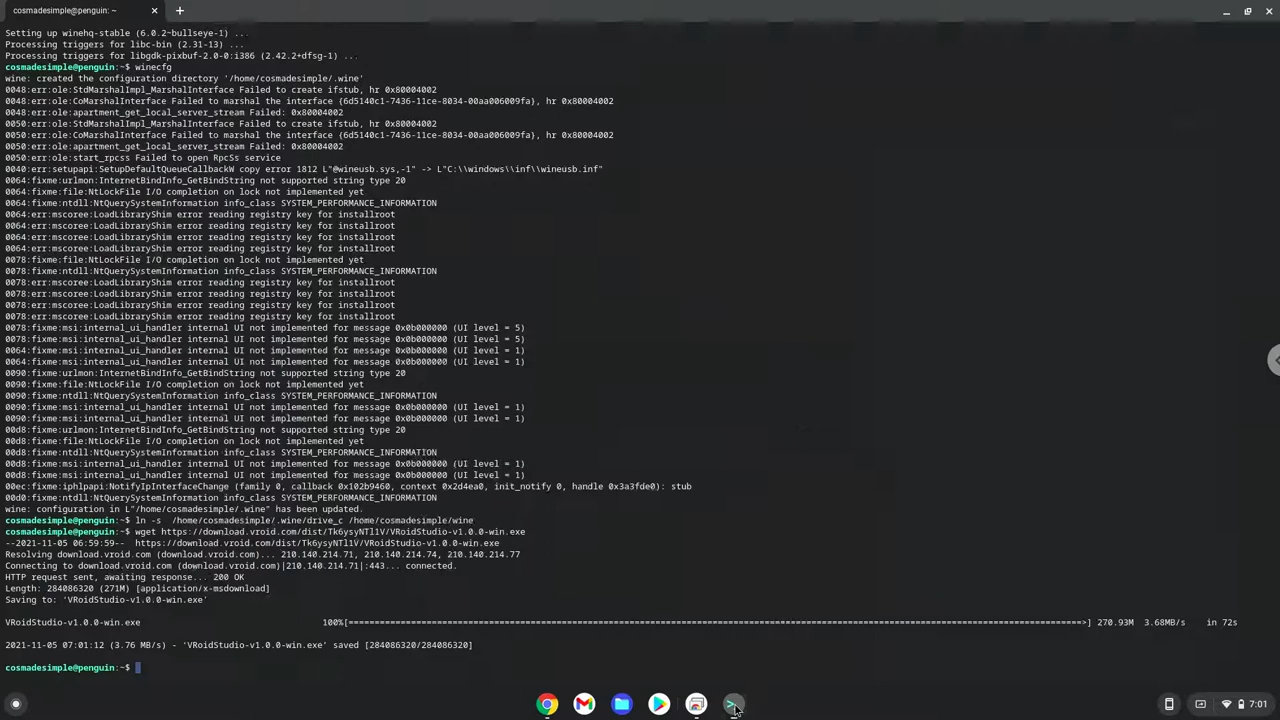 cosmadesimple@penguin: ~
Setting up winehq-stable (6.0.2~bullseye-1) ...
Processing triggers for libc-bin (2.31-13) ...
Processing triggers for libgdk-pixbuf-2.0-0:i386 (2.42.2+dfsg-1) ...
cosmadesimple@penguin:~$ winecfg
wine: created the configuration directory '/home/cosmadesimple/.wine'
0048:err:ole:StdMarshalImpl_MarshalInterface Failed to create ifstub, hr 0x80004002
0048:err:ole:CoMarshalInterface Failed to marshal the interface {6d5140c1-7436-11ce-8034-00aa006009fa}, hr 0x80004002
0048:err:ole:apartment_get_local_server_stream Failed: 0x80004002
0050:err:ole:StdMarshalImpl_MarshalInterface Failed to create ifstub, hr 0x80004002
0050:err:ole:CoMarshalInterface Failed to marshal the interface {6d5140c1-7436-11ce-8034-00aa006009fa}, hr 0x80004002
0050:err:ole:apartment_get_local_server_stream Failed: 0x80004002
0050:err:ole:start_rpcss Failed to open RpcSs service
0040:err:setupapi:SetupDefaultQueueCallbackW copy error 1812 L"@wineusb.sys,-1" -> L"C:\\windows\\inf\\wineusb.inf"
0064:fixme:urlmon:InternetBindInfo_GetBindString not supported string type 20
0064:fixme:file:NtLockFile I/O completion on lock not implemented yet
0064:fixme:ntdll:NtQuerySystemInformation info_class SYSTEM_PERFORMANCE_INFORMATION
0064:err:mscoree:LoadLibraryShim error reading registry key for installroot
0064:err:mscoree:LoadLibraryShim error reading registry key for installroot
0064:err:mscoree:LoadLibraryShim error reading registry key for installroot
0064:err:mscoree:LoadLibraryShim error reading registry key for installroot
0078:fixme:file:NtLockFile I/O completion on lock not implemented yet
0078:fixme:ntdll:NtQuerySystemInformation info_class SYSTEM_PERFORMANCE_INFORMATION
0078:err:mscoree:LoadLibraryShim error reading registry key for installroot
0078:err:mscoree:LoadLibraryShim error reading registry key for installroot
0078:err:mscoree:LoadLibraryShim error reading registry key for installroot
0078:err:mscoree:LoadLibraryShim error reading registry key for installroot
0078:fixme:msi:internal_ui_handler internal UI not implemented for message 0x0b000000 (UI level = 5)
0078:fixme:msi:internal_ui_handler internal UI not implemented for message 0x0b000000 (UI level = 5)
0064:fixme:msi:internal_ui_handler internal UI not implemented for message 0x0b000000 (UI level = 1)
0064:fixme:msi:internal_ui_handler internal UI not implemented for message 0x0b000000 (UI level = 1)
0090:fixme:urlmon:InternetBindInfo_GetBindString not supported string type 20
0090:fixme:file:NtLockFile I/O completion on lock not implemented yet
0090:fixme:ntdll:NtQuerySystemInformation info_class SYSTEM_PERFORMANCE_INFORMATION
0090:fixme:msi:internal_ui_handler internal UI not implemented for message 0x0b000000 (UI level = 1)
0090:fixme:msi:internal_ui_handler internal UI not implemented for message 0x0b000000 (UI level = 1)
00d8:fixme:urlmon:InternetBindInfo_GetBindString not supported string type 20
00d8:fixme:file:NtLockFile I/O completion on lock not implemented yet
00d8:fixme:ntdll:NtQuerySystemInformation info_class SYSTEM_PERFORMANCE_INFORMATION
00d8:fixme:msi:internal_ui_handler internal UI not implemented for message 0x0b000000 (UI level = 1)
00d8:fixme:msi:internal_ui_handler internal UI not implemented for message 0x0b000000 (UI level = 1)
00ec:fixme:iphlpapi:NotifyIpInterfaceChange (family 0, callback 0x102b9460, context 0x2d4ea0, init_notify 0, handle 0x3a3fde0): stub
00d0:fixme:ntdll:NtQuerySystemInformation info_class SYSTEM_PERFORMANCE_INFORMATION
wine: configuration in L"/home/cosmadesimple/.wine" has been updated.
cosmadesimple@penguin:~$ ln -s  /home/cosmadesimple/.wine/drive_c /home/cosmadesimple/wine
cosmadesimple@penguin:~$ wget https://download.vroid.com/dist/Tk6ysyNTl1V/VRoidStudio-v1.0.0-win.exe
--2021-11-05 06:59:59--  https://download.vroid.com/dist/Tk6ysyNTl1V/VRoidStudio-v1.0.0-win.exe
Resolving download.vroid.com (download.vroid.com)... 210.140.214.71, 210.140.214.74, 210.140.214.77
Connecting to download.vroid.com (download.vroid.com)|210.140.214.71|:443... connected.
HTTP request sent, awaiting response... 200 OK
Length: 284086320 (271M) [application/x-msdownload]
Saving to: 'VRoidStudio-v1.0.0-win.exe'
VRoidStudio-v1.0.0-win.exe 100%[=====================================================================================================================================>] 270.93M 3.68MB/s in 72s
2021-11-05 07:01:12 (3.76 MB/s) - 'VRoidStudio-v1.0.0-win.exe' saved [284086320/284086320]
cosmadesimple@penguin:~$
7:01